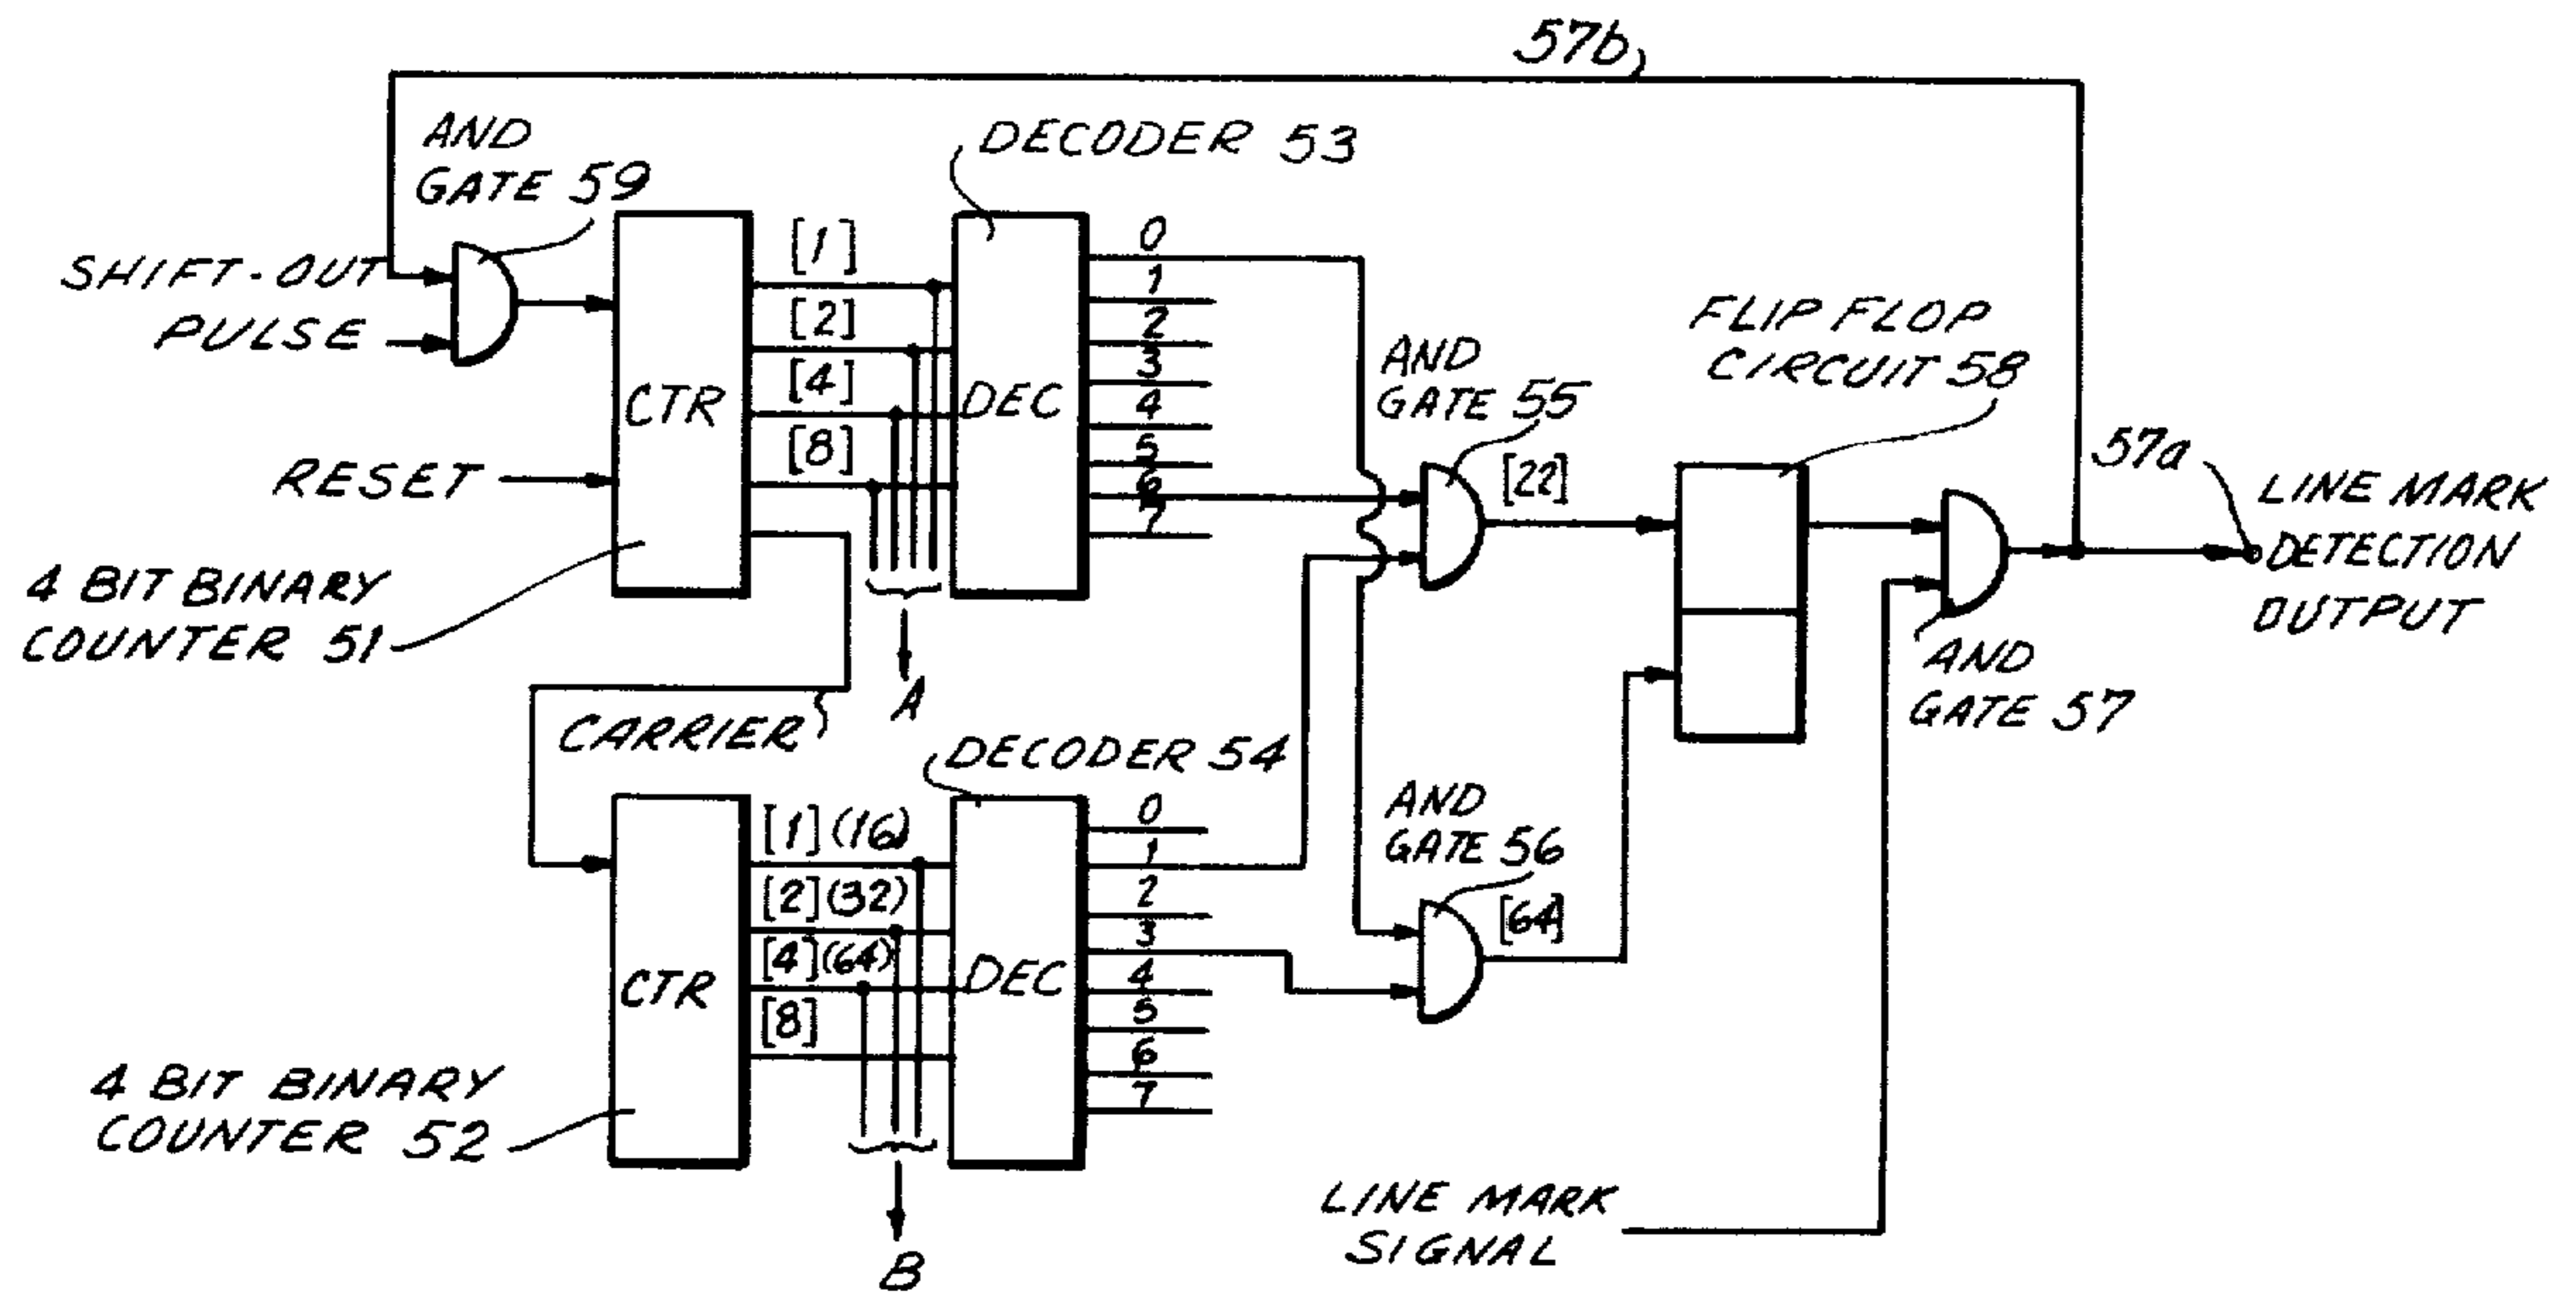 57b
AND
GATE 59
DECODER 53
SHIFT-OUT
PULSE
RESET
4 BIT BINARY
COUNTER 51
CTR
[1]
[2]
[4]
[8]
DEC
0
1
2
3
4
5
6
7
A
CARRIER
AND
GATE 55
[22]
FLIP FLOP
CIRCUIT 58
57a
LINE MARK
DETECTION
OUTPUT
AND
GATE 57
DECODER 54
4 BIT BINARY
COUNTER 52
CTR
[1](16)
[2](32)
[4](64)
[8]
DEC
0
1
2
3
4
5
6
7
B
AND
GATE 56
[64]
LINE MARK
SIGNAL